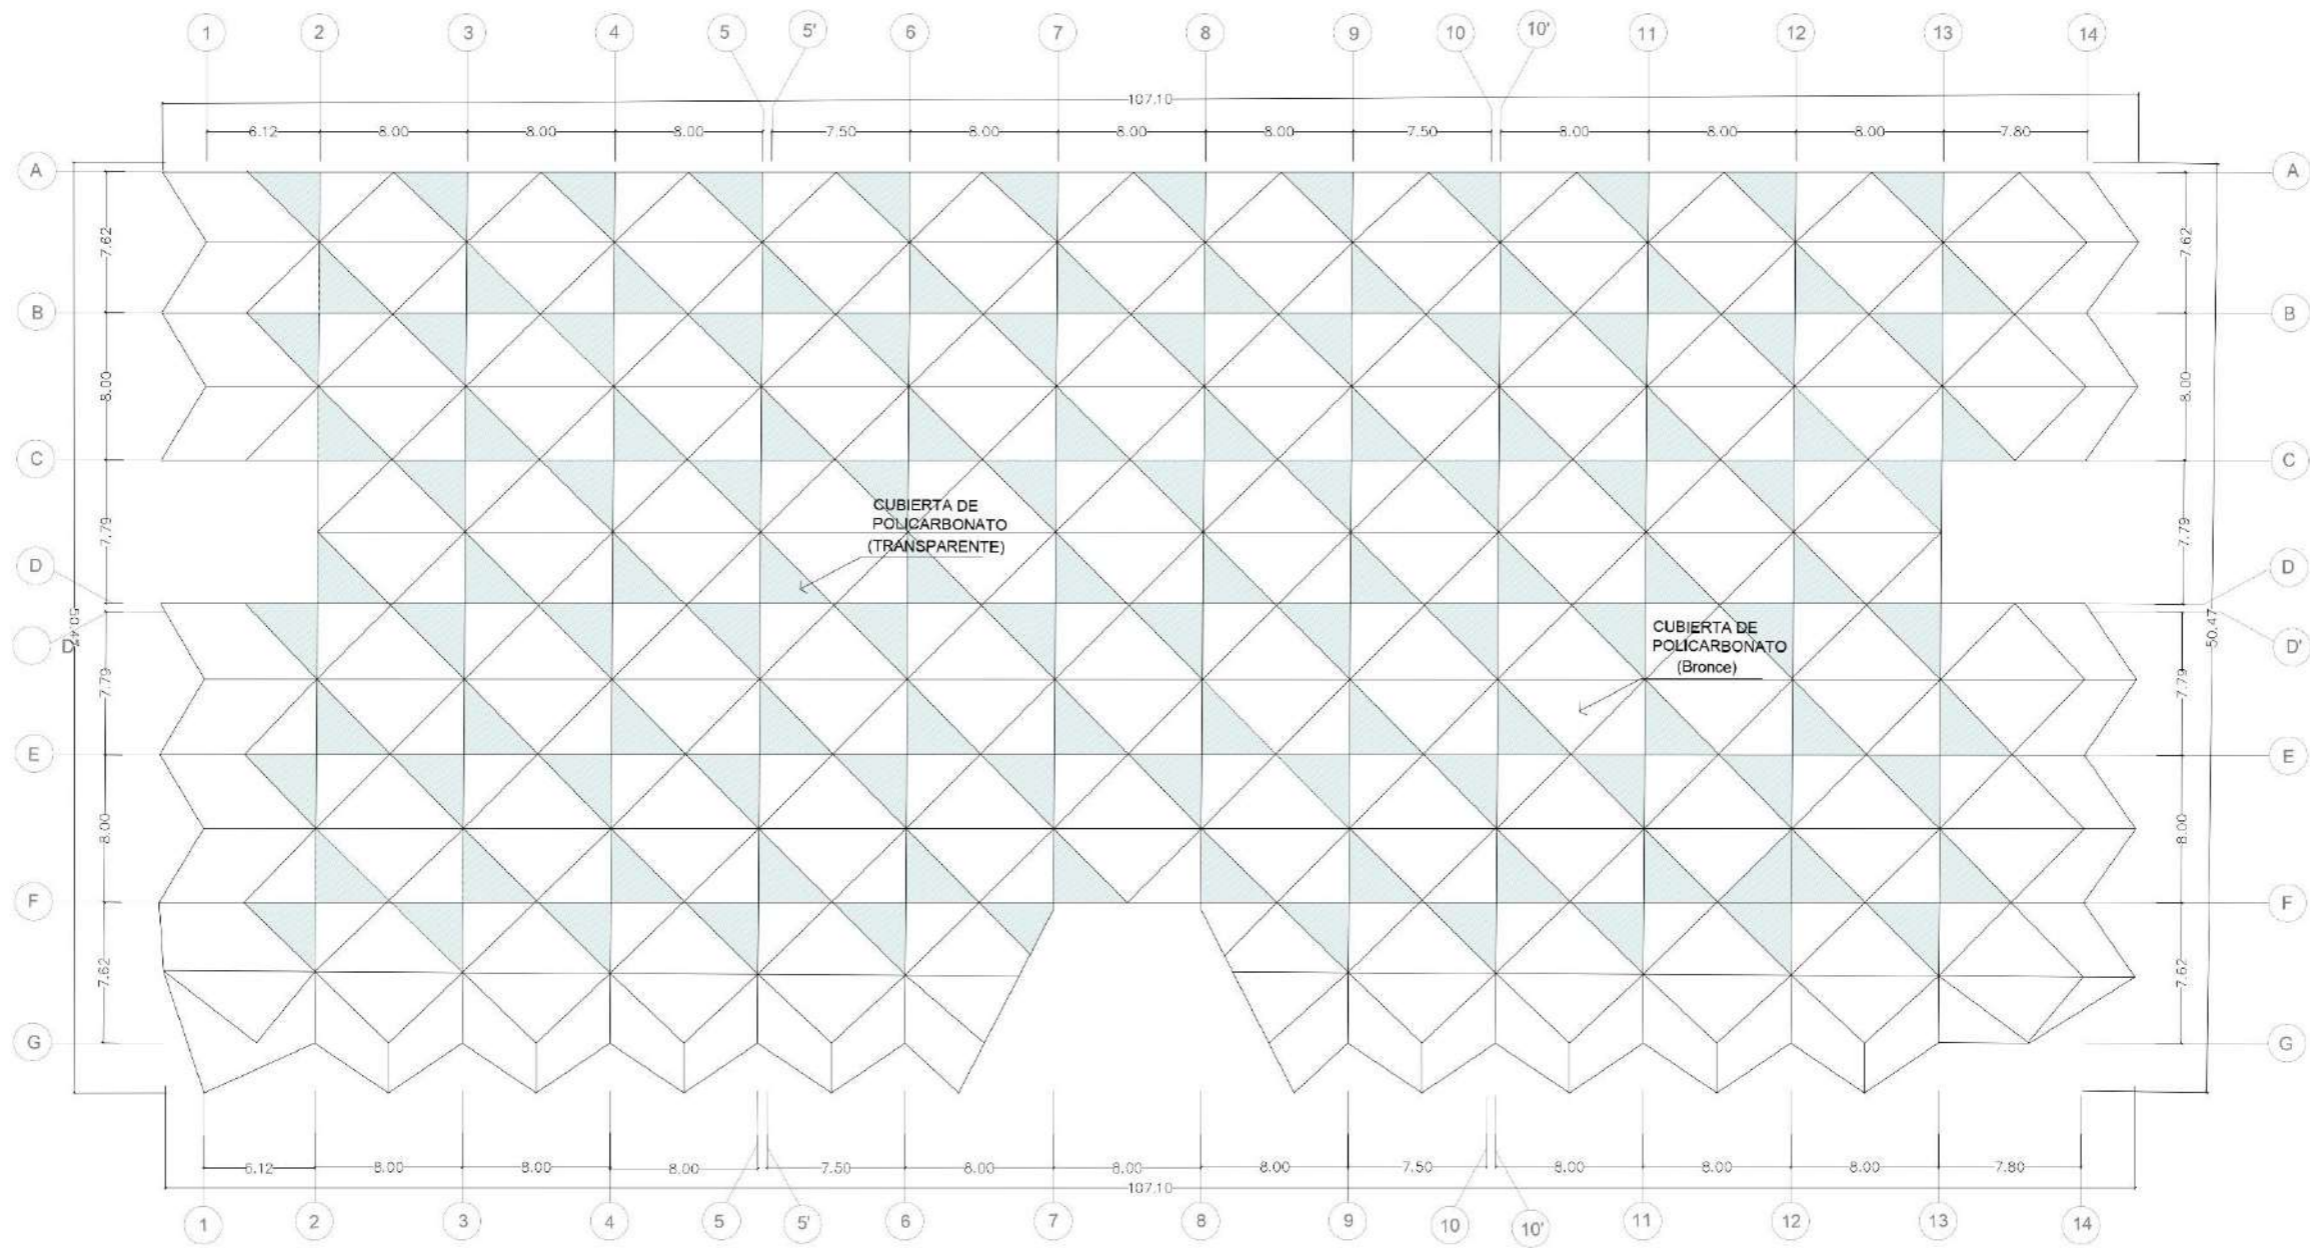 1 2 3 4 5 5' 6 7 8 9 10 10' 11 12 13 14
107.10
6.12 8.00 8.00 8.00 7.50 8.00 8.00 8.00 7.50 8.00 8.00 8.00 7.80
A A
7.62 7.62
B B
8.00 8.00
C C
CUBIERTA DE
POLICARBONATO
(TRANSPARENTE)
7.79 7.79
D D
50.47
CUBIERTA DE
POLICARBONATO
(Bronce)
D' D'
7.79 7.79
E E
8.00 8.00
F F
7.62 7.62
G G
6.12 8.00 8.00 8.00 7.50 8.00 8.00 8.00 7.50 8.00 8.00 8.00 7.80
107.10
1 2 3 4 5 5' 6 7 8 9 10 10' 11 12 13 14